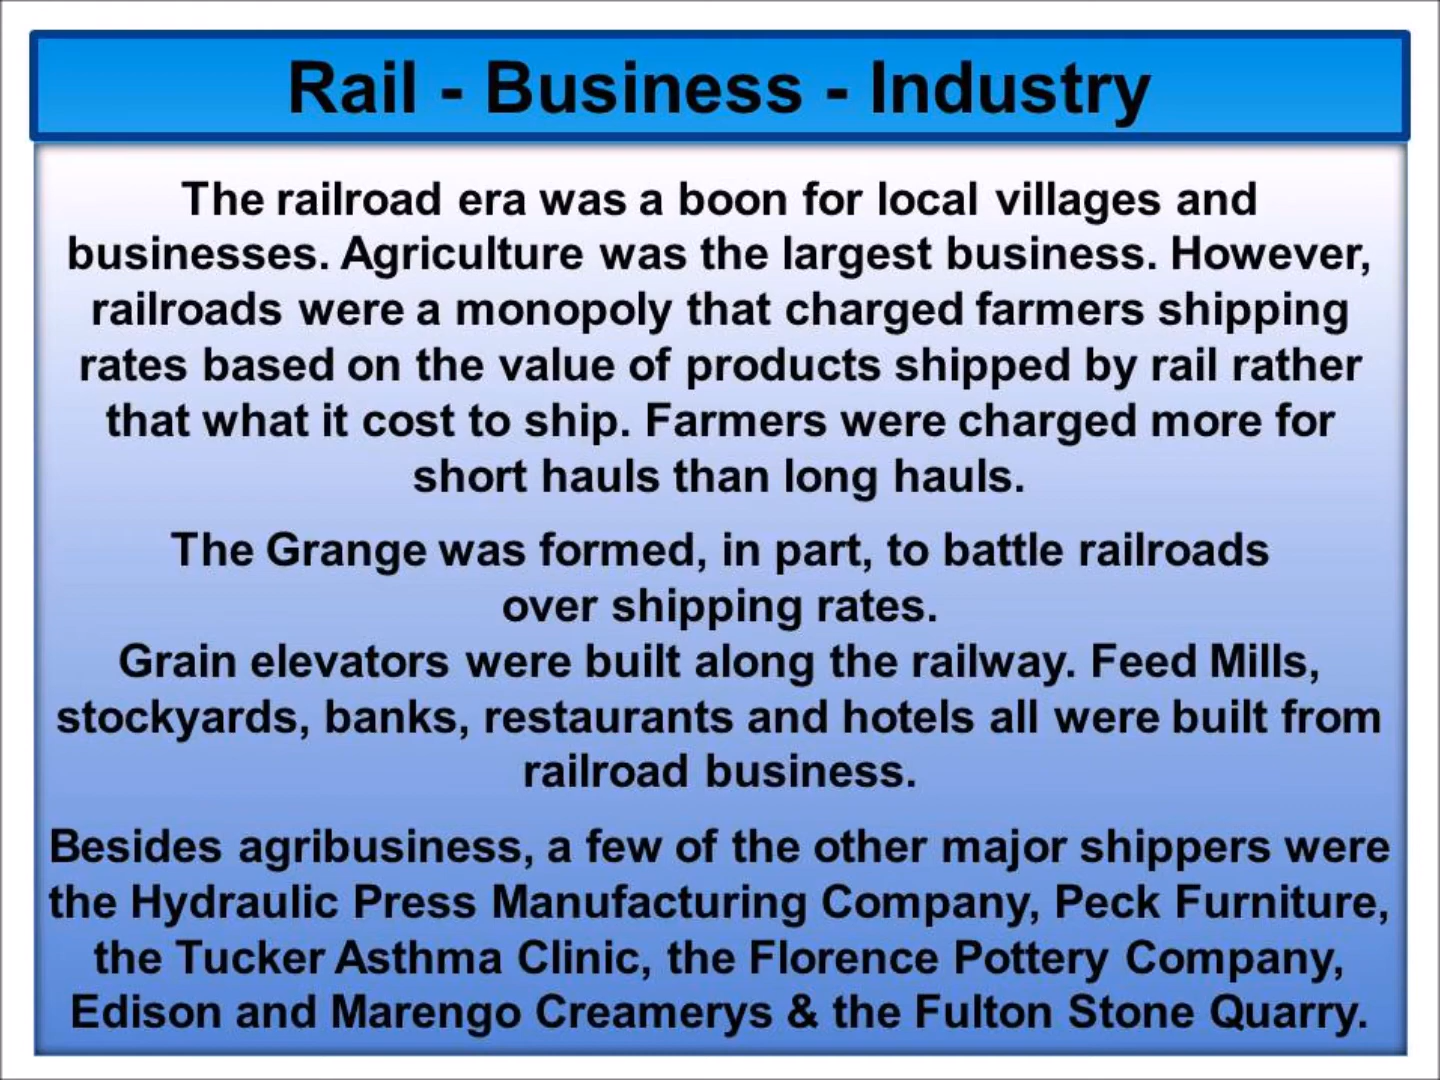 Rail - Business - Industry
The railroad era was a boon for local villages and
businesses. Agriculture was the largest business. However,
railroads were a monopoly that charged farmers shipping
rates based on the value of products shipped by rail rather
that what it cost to ship. Farmers were charged more for
short hauls than long hauls.
The Grange was formed, in part, to battle railroads
over shipping rates.
Grain elevators were built along the railway. Feed Mills,
stockyards, banks, restaurants and hotels all were built from
railroad business.
Besides agribusiness, a few of the other major shippers were
the Hydraulic Press Manufacturing Company, Peck Furniture,
the Tucker Asthma Clinic, the Florence Pottery Company,
Edison and Marengo Creamerys & the Fulton Stone Quarry.